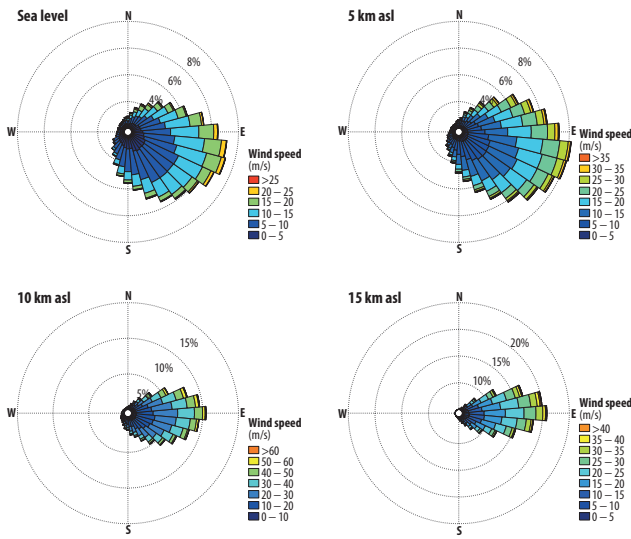 Sea level
N
8%
6%
4%
W
E
S
Wind speed
(m/s)
>25
20 – 25
15 – 20
10 – 15
5 – 10
0 – 5
5 km asl
N
8%
6%
4%
W
E
S
Wind speed
(m/s)
>35
30 – 35
25 – 30
20 – 25
15 – 20
10 – 15
5 – 10
0 – 5
10 km asl
N
15%
10%
5%
W
E
S
Wind speed
(m/s)
>60
50 – 60
40 – 50
30 – 40
20 – 30
10 – 20
0 – 10
15 km asl
N
20%
15%
10%
W
E
S
Wind speed
(m/s)
>40
35 – 40
30 – 35
25 – 30
20 – 25
15 – 20
10 – 15
5 – 10
0 – 5